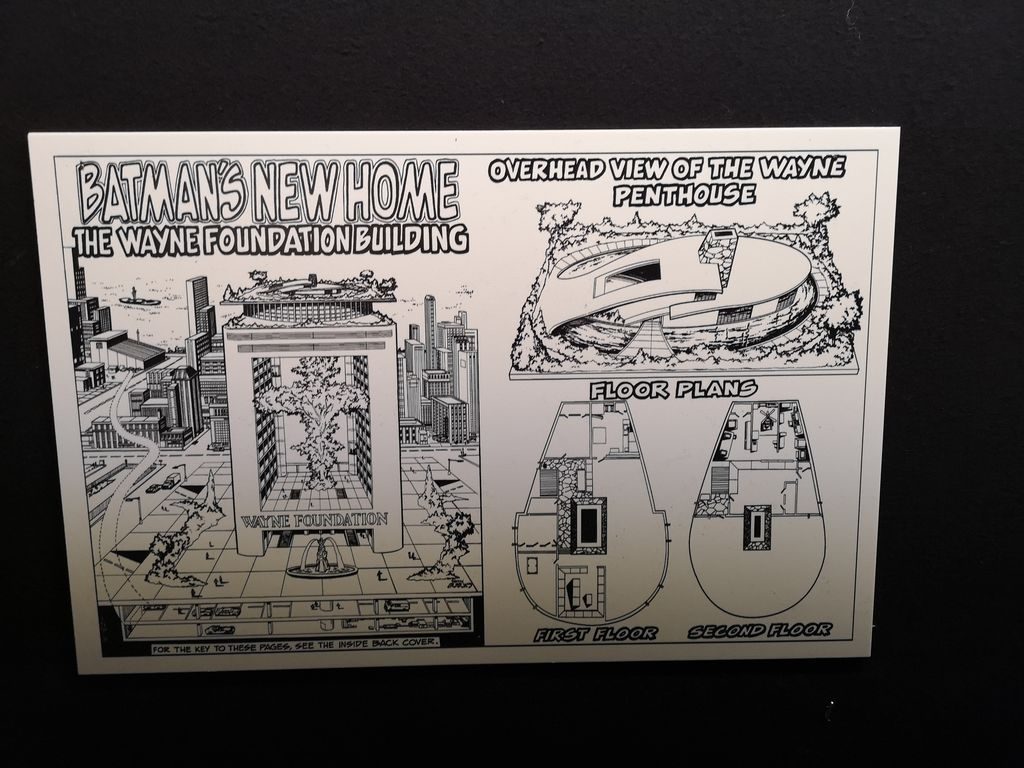 BATMAN'S NEW HOME
THE WAYNE FOUNDATION BUILDING
WAYNE FOUNDATION
FOR THE KEY TO THESE PAGES, SEE THE INSIDE BACK COVER.
OVERHEAD VIEW OF THE WAYNE
PENTHOUSE
FLOOR PLANS
FIRST FLOOR
SECOND FLOOR